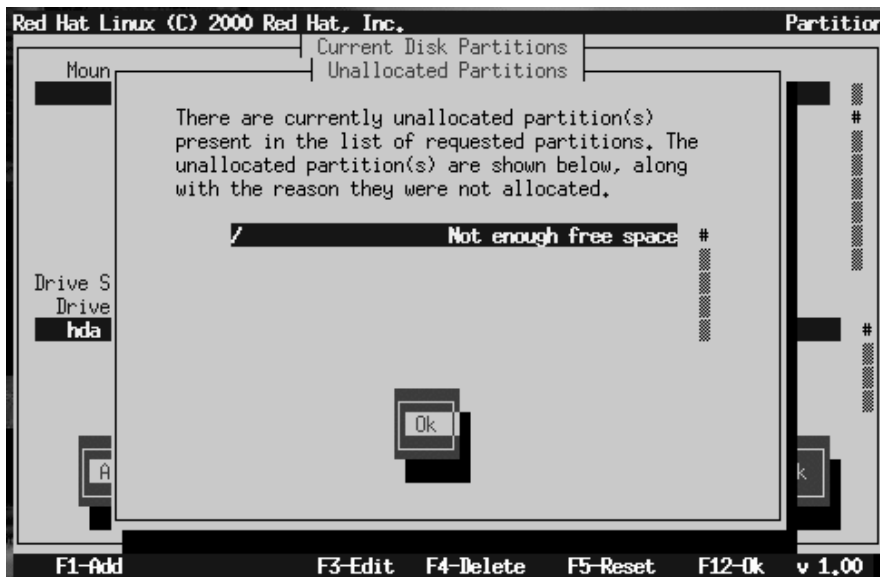 Red Hat Linux (C) 2000 Red Hat, Inc. Partition
Current Disk Partitions
Moun Unallocated Partitions
There are currently unallocated partition(s)
present in the list of requested partitions. The
unallocated partition(s) are shown below, along
with the reason they were not allocated.
#
/ Not enough free space #
Drive S
Drive
hda #
Ok
A k
F1-Add F3-Edit F4-Delete F5-Reset F12-Ok v 1.00